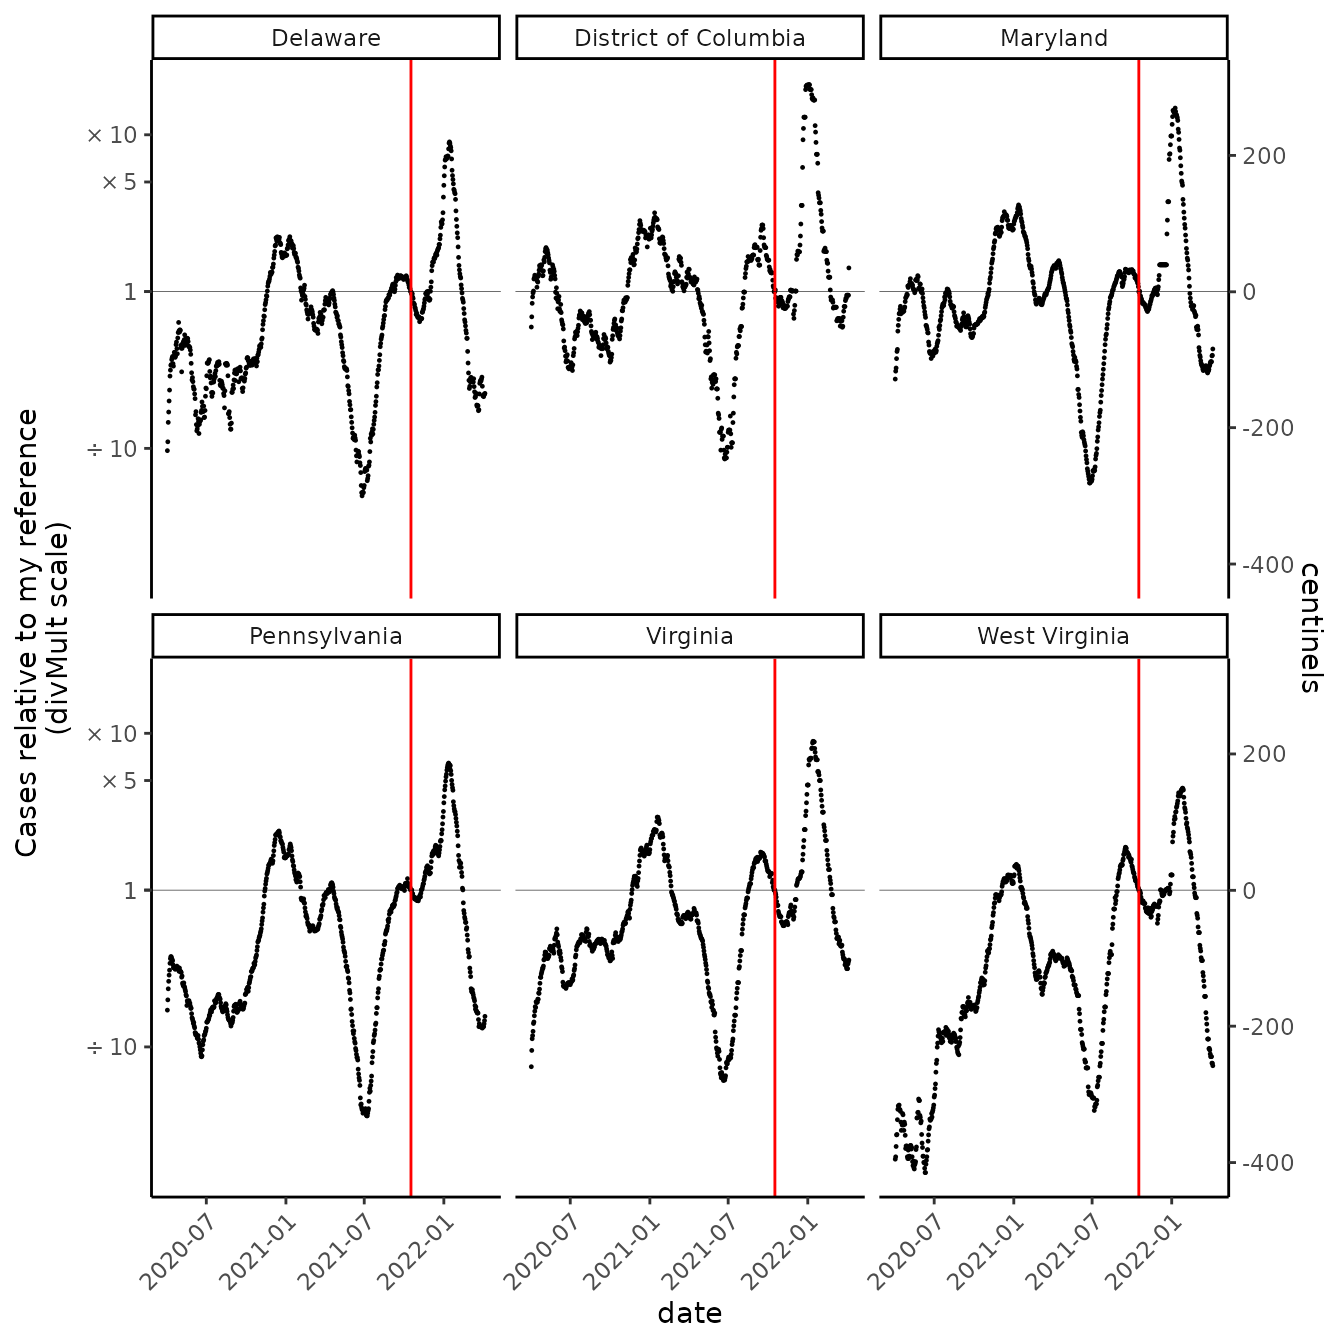 Delaware
District of Columbia
Maryland
× 10
× 5
1
÷ 10
200
0
-200
-400
Cases relative to my reference
(divMult scale)
centinels
Pennsylvania
Virginia
West Virginia
× 10
× 5
1
÷ 10
200
0
-200
-400
2020-07
2021-01
2021-07
2022-01
2020-07
2021-01
2021-07
2022-01
2020-07
2021-01
2021-07
2022-01
date